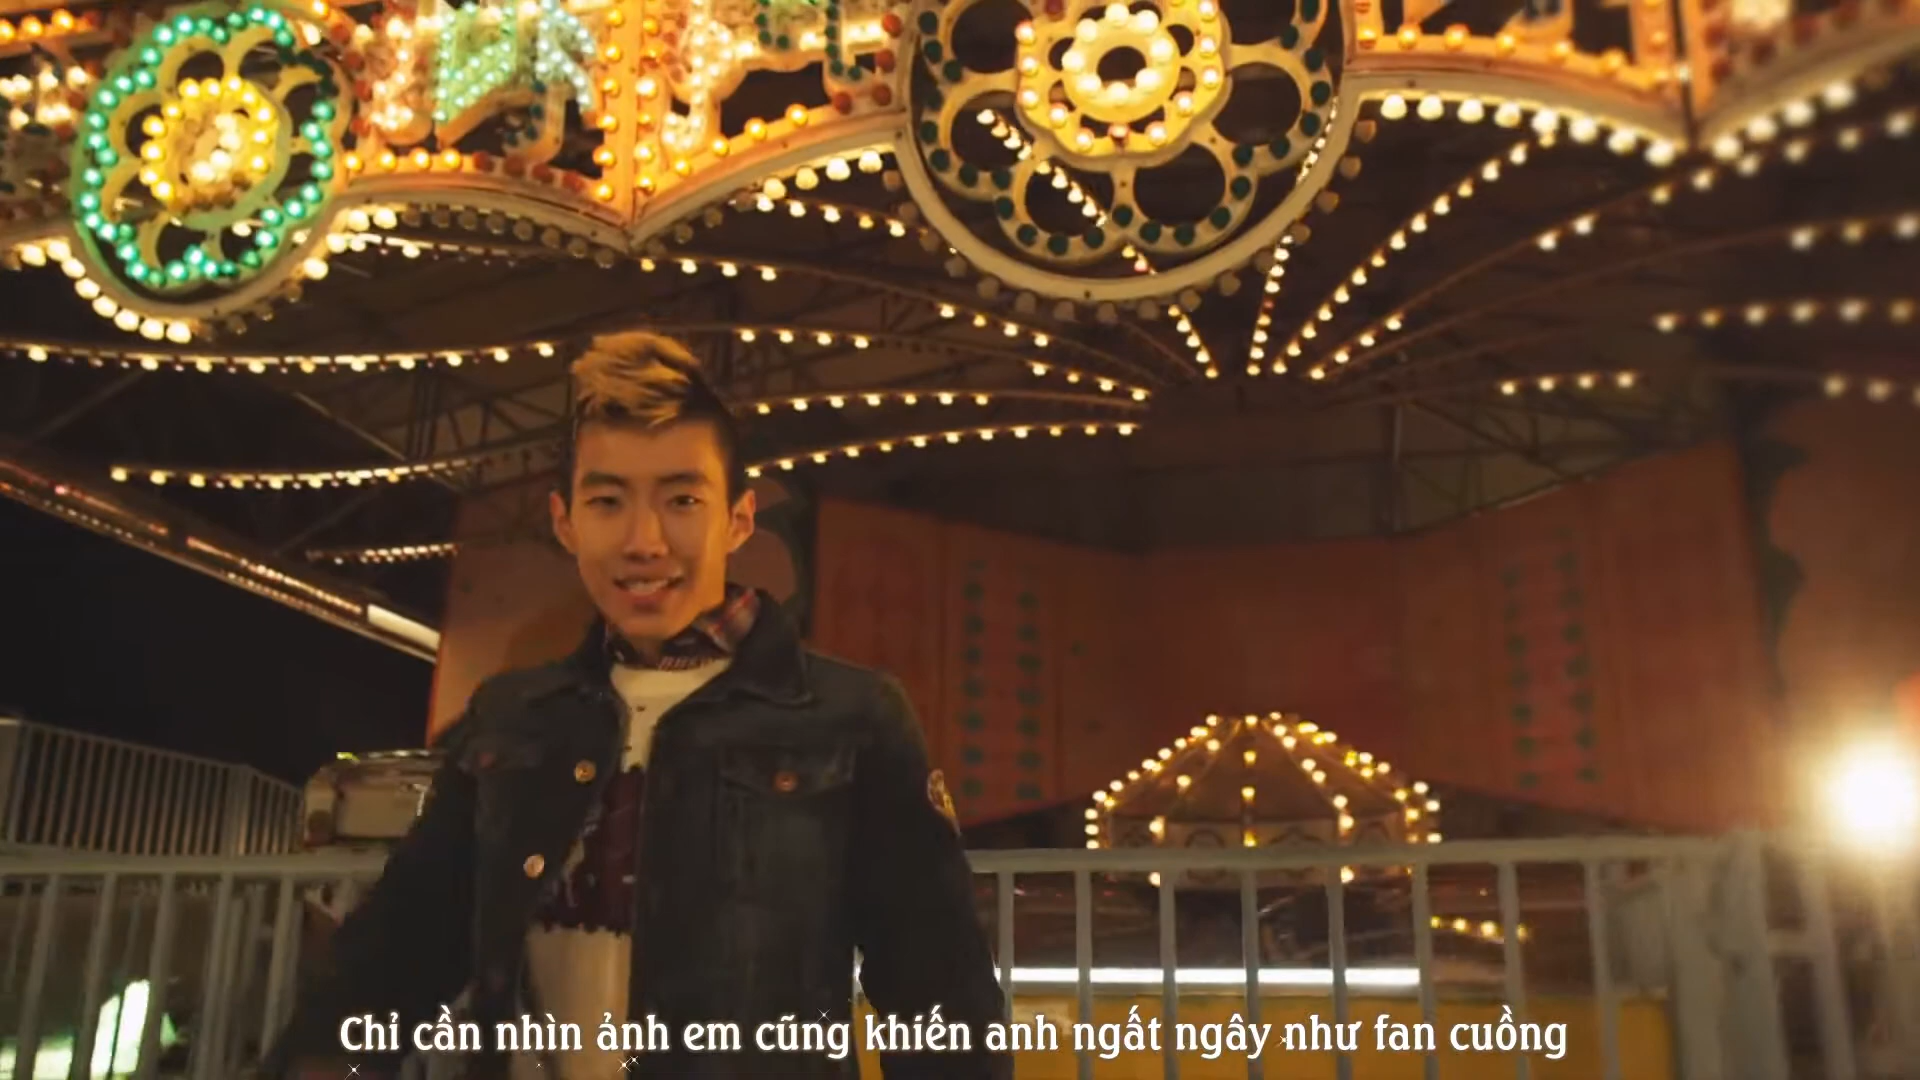 Chỉ cần nhìn ảnh em cũng khiến anh ngất ngây như fan cuồng